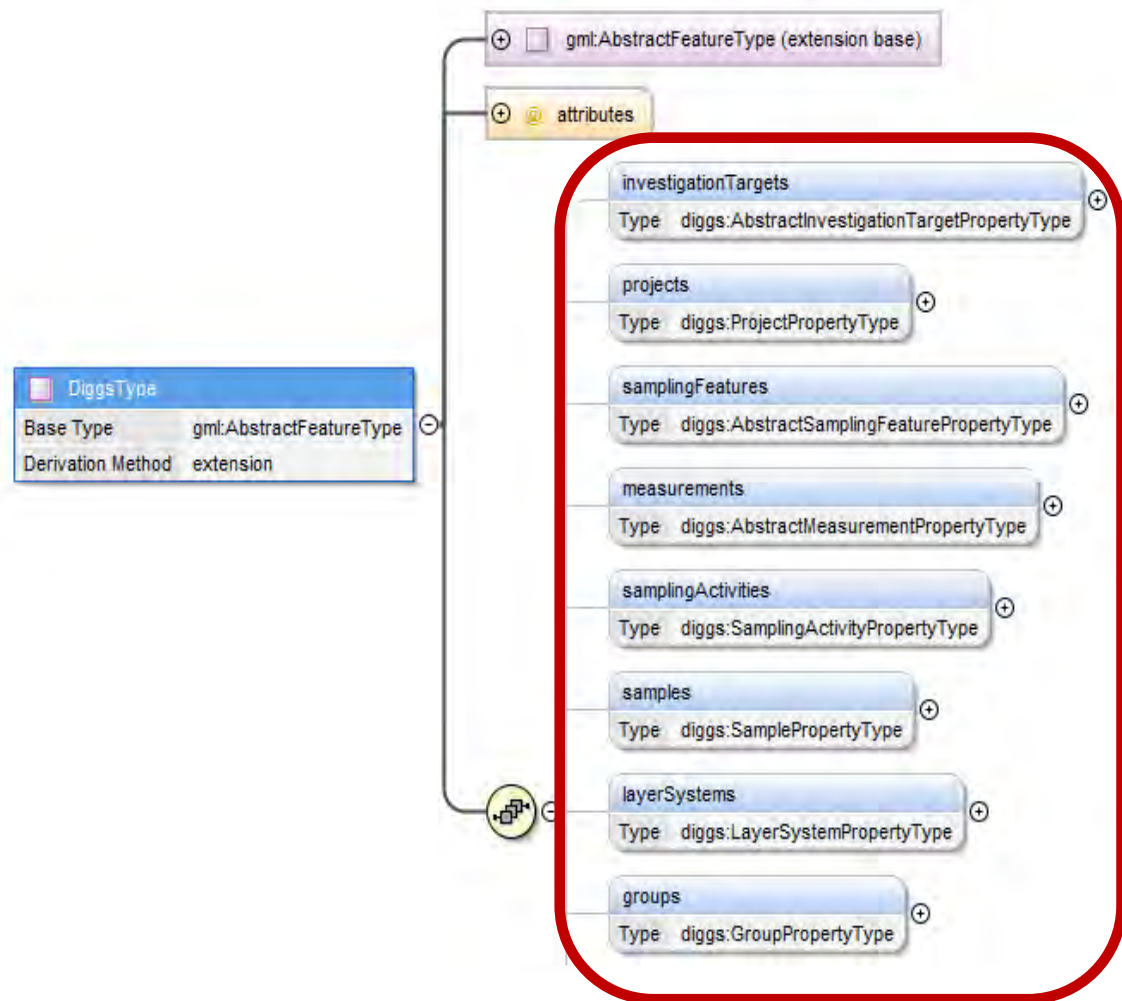 gml:AbstractFeatureType (extension base)
@ attributes
investigationTargets
Type diggs:AbstractInvestigationTargetPropertyType
projects
Type diggs:ProjectPropertyType
DiggsType
Base Type gml:AbstractFeatureType
Derivation Method extension
samplingFeatures
Type diggs:AbstractSamplingFeaturePropertyType
measurements
Type diggs:AbstractMeasurementPropertyType
samplingActivities
Type diggs:SamplingActivityPropertyType
samples
Type diggs:SamplePropertyType
layerSystems
Type diggs:LayerSystemPropertyType
groups
Type diggs:GroupPropertyType